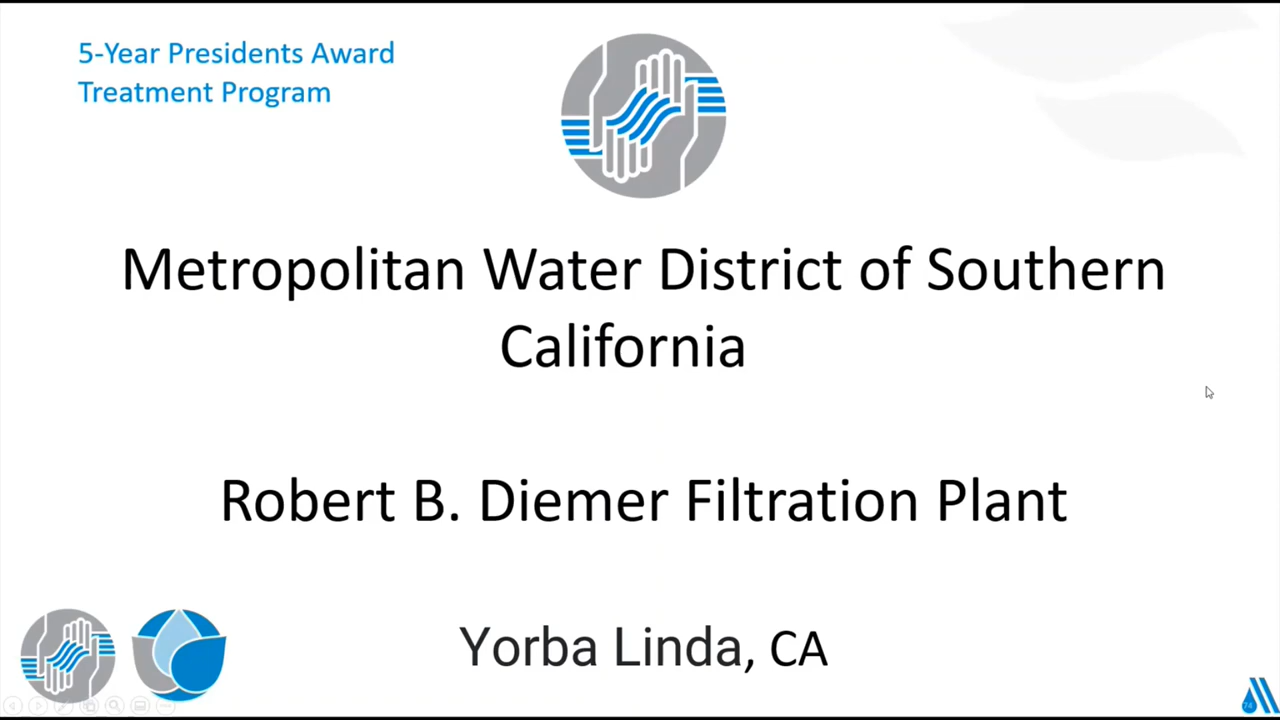 5-Year Presidents Award
Treatment Program
Metropolitan Water District of Southern
California
Robert B. Diemer Filtration Plant
Yorba Linda, CA
74